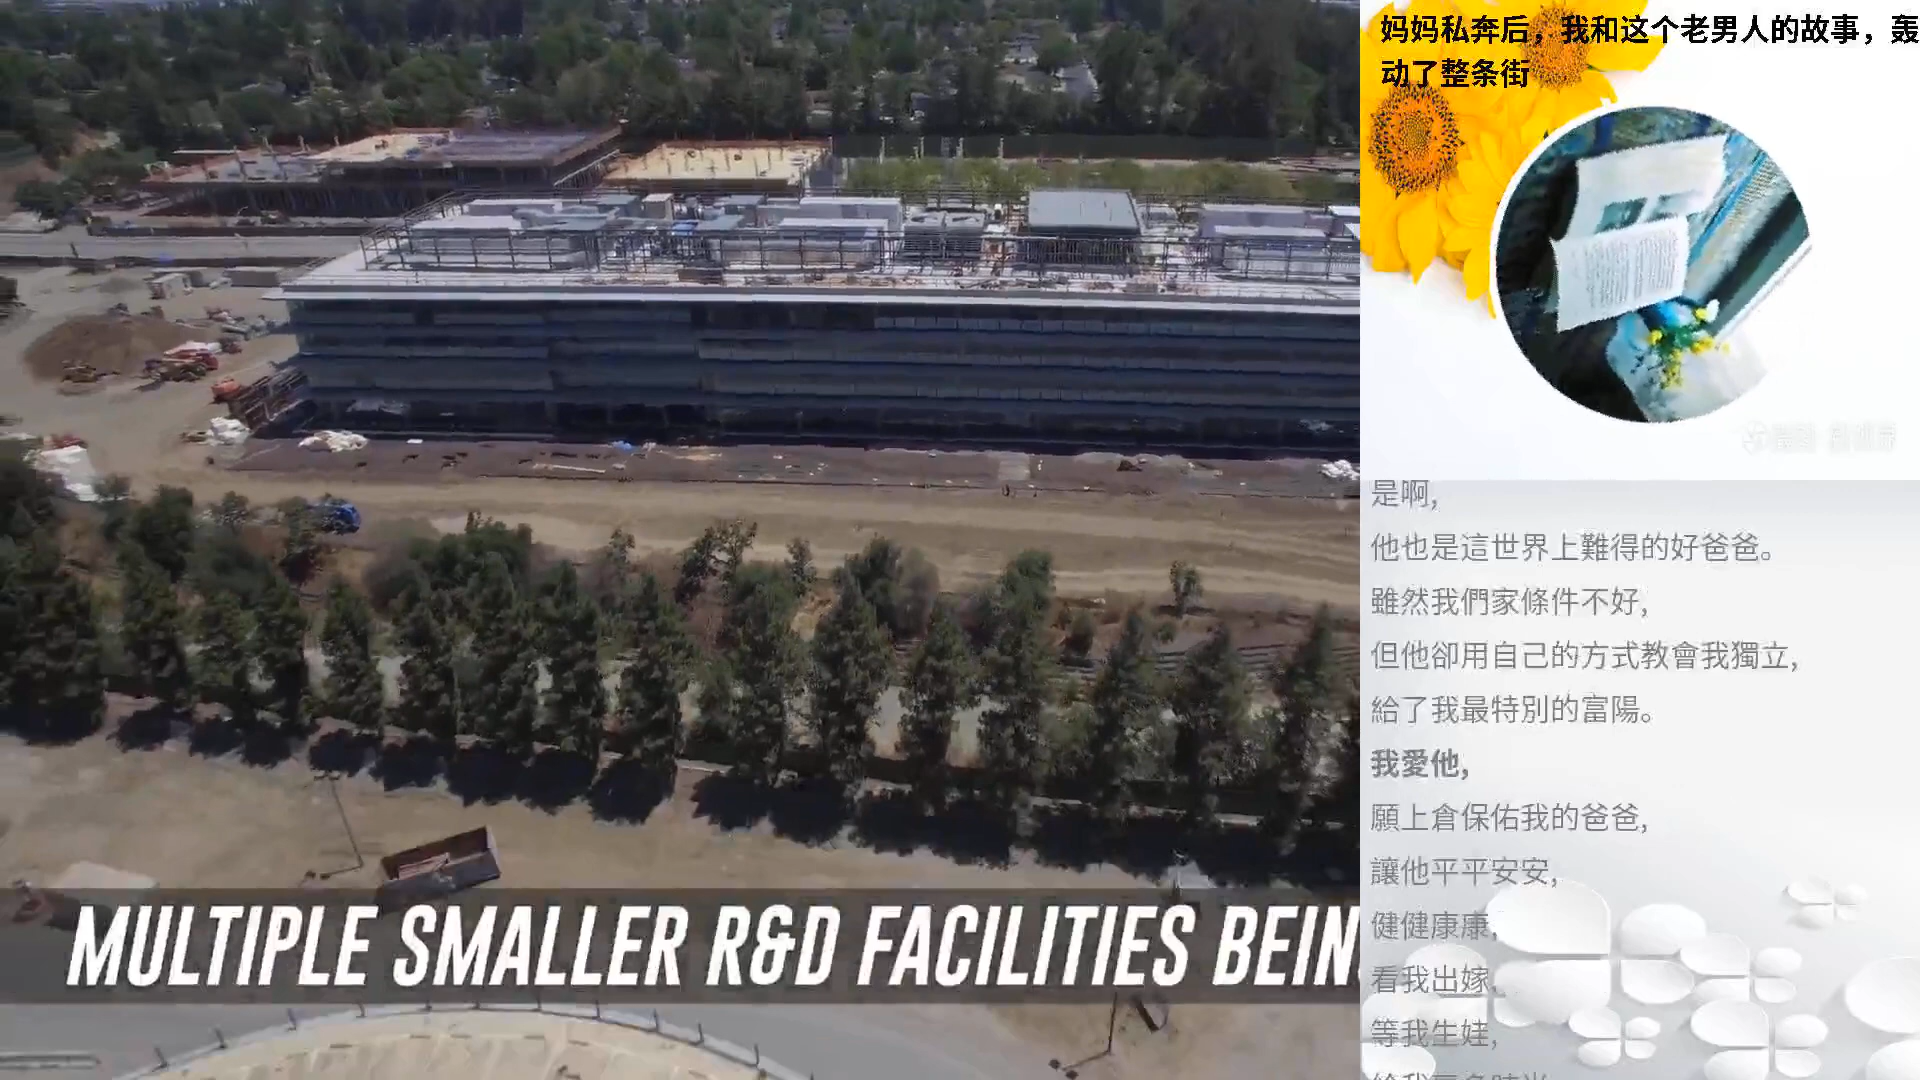 妈妈私奔后，我和这个老男人的故事，轰
动了整条街
是啊,
他也是這世界上難得的好爸爸。
雖然我們家條件不好,
但他卻用自己的方式教會我獨立,
給了我最特別的富陽。
我愛他,
願上倉保佑我的爸爸,
讓他平平安安,
健健康康,
看我出嫁,
等我生娃,
MULTIPLE SMALLER R&D FACILITIES BEIN